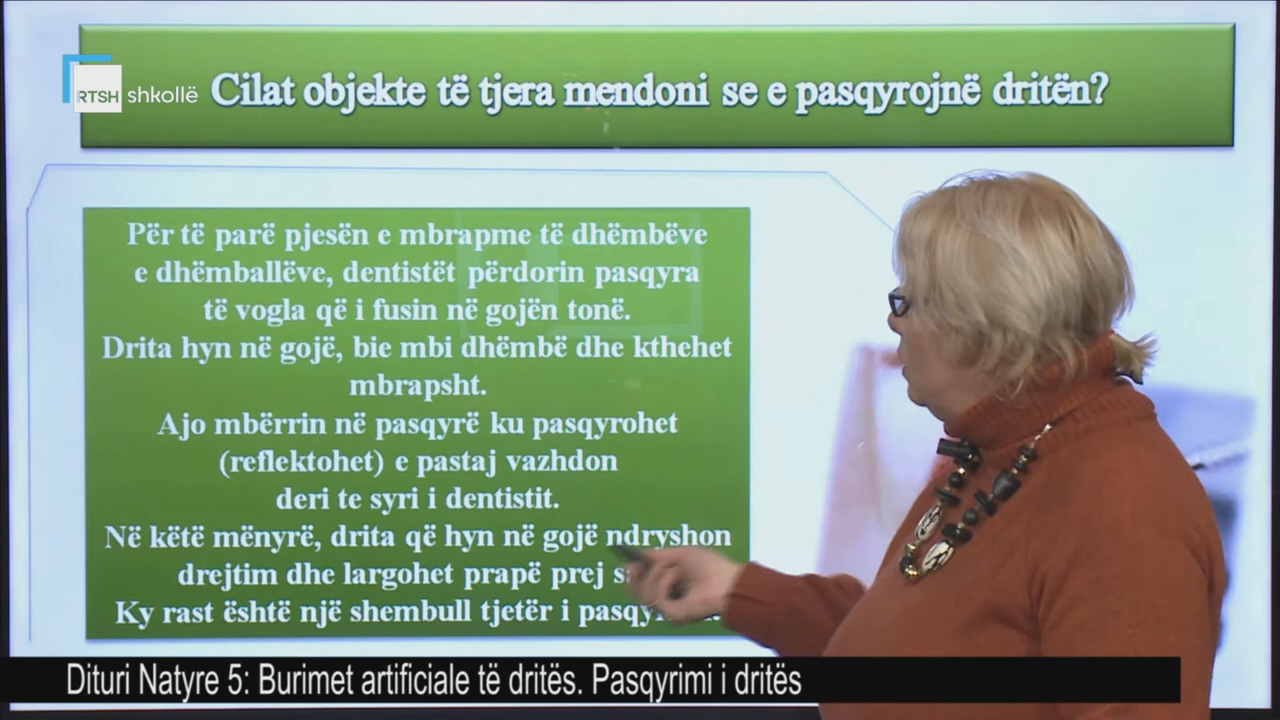 RTSH shkollë
Cilat objekte të tjera mendoni se e pasqyrojnë dritën?
Për të parë pjesën e mbrapme të dhëmbëve
e dhëmballëve, dentistët përdorin pasqyra
të vogla që i fusin në gojën tonë.
Drita hyn në gojë, bie mbi dhëmbë dhe kthehet
mbrapsht.
Ajo mbërrin në pasqyrë ku pasqyrohet
(reflektohet) e pastaj vazhdon
deri te syri i dentistit.
Në këtë mënyrë, drita që hyn në gojë ndryshon
drejtim dhe largohet prapë prej
Ky rast është një shembull tjetër i
Dituri Natyre 5: Burimet artificiale të dritës. Pasqyrimi i dritës